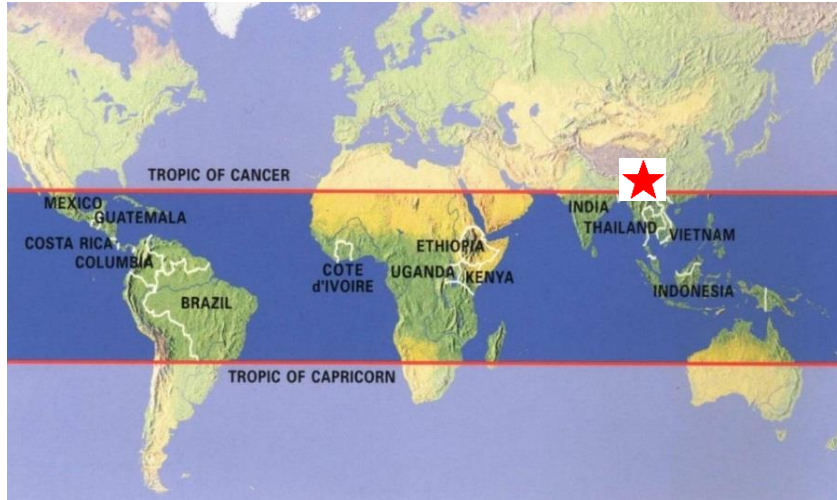 TROPIC OF CANCER
MEXICO
GUATEMALA
COSTA RICA
COLUMBIA
BRAZIL
COTE
d'IVOIRE
ETHIOPIA
UGANDA
KENYA
INDIA
THAILAND
VIETNAM
INDONESIA
TROPIC OF CAPRICORN